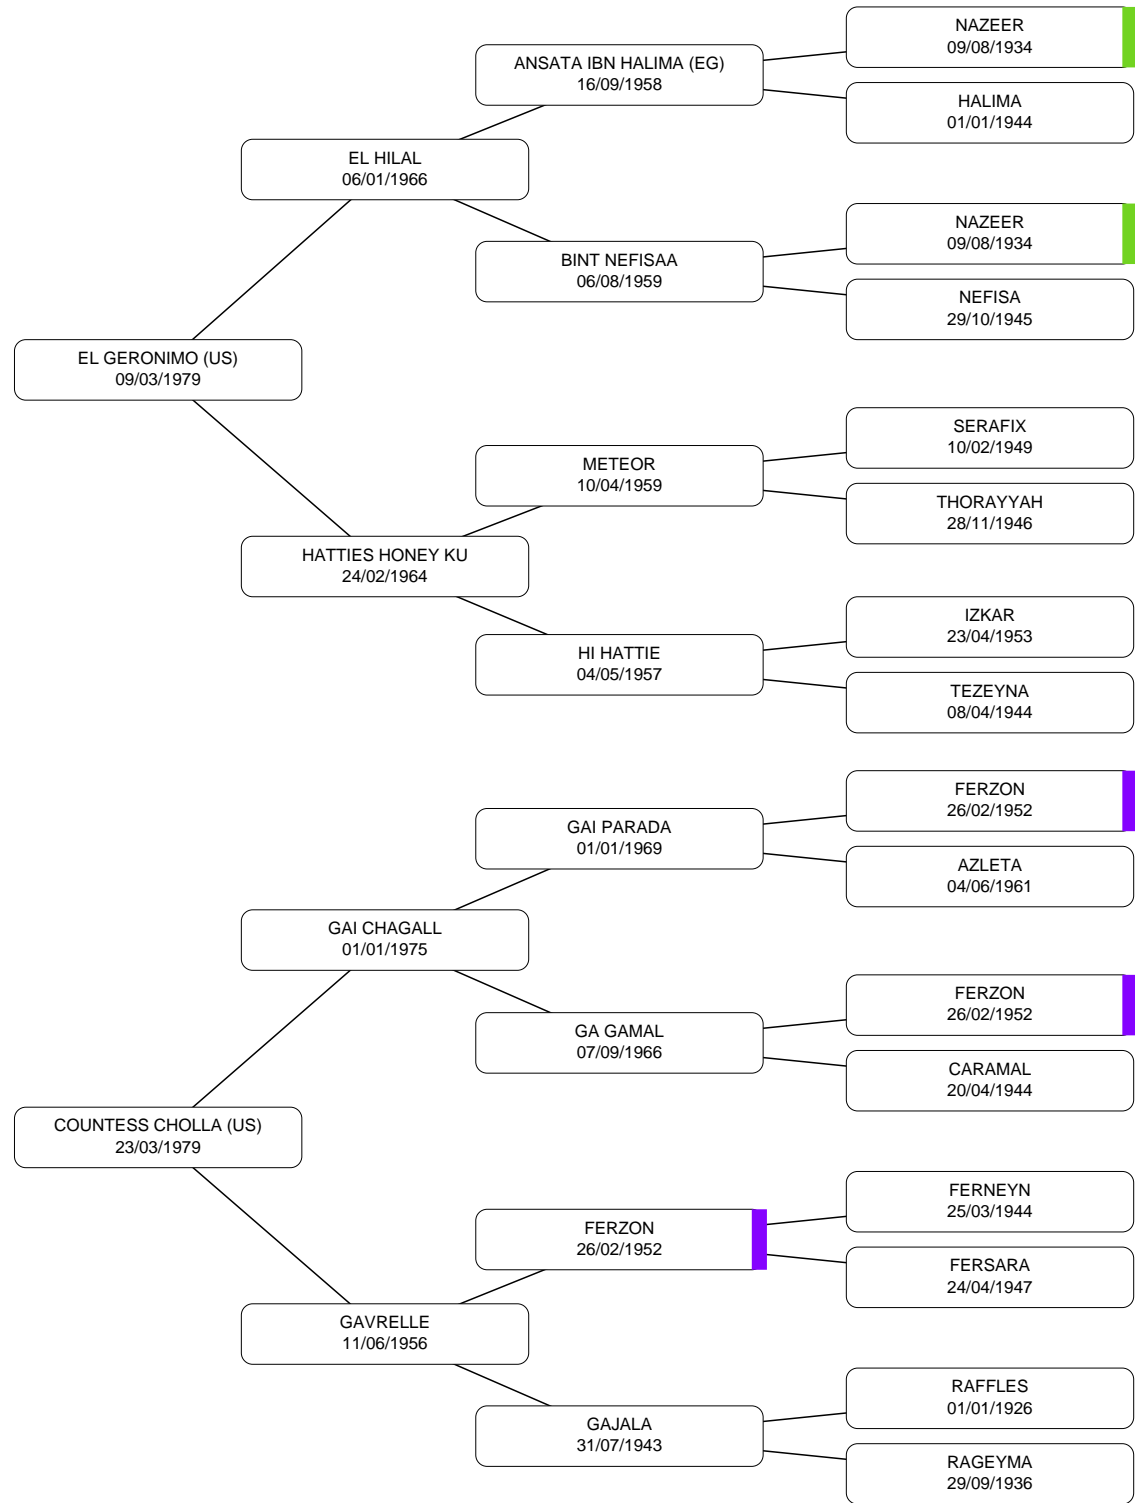 NAZEER
09/08/1934
ANSATA IBN HALIMA (EG)
16/09/1958
HALIMA
01/01/1944
EL HILAL
06/01/1966
NAZEER
09/08/1934
BINT NEFISAA
06/08/1959
NEFISA
29/10/1945
EL GERONIMO (US)
09/03/1979
SERAFIX
10/02/1949
METEOR
10/04/1959
THORAYYAH
28/11/1946
HATTIES HONEY KU
24/02/1964
IZKAR
23/04/1953
HI HATTIE
04/05/1957
TEZEYNA
08/04/1944
FERZON
26/02/1952
GAI PARADA
01/01/1969
AZLETA
04/06/1961
GAI CHAGALL
01/01/1975
FERZON
26/02/1952
GA GAMAL
07/09/1966
CARAMAL
20/04/1944
COUNTESS CHOLLA (US)
23/03/1979
FERNEYN
25/03/1944
FERZON
26/02/1952
FERSARA
24/04/1947
GAVRELLE
11/06/1956
RAFFLES
01/01/1926
GAJALA
31/07/1943
RAGEYMA
29/09/1936